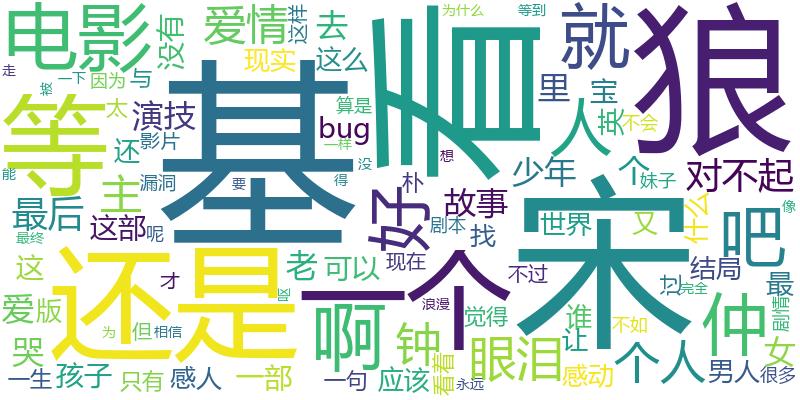 电影
没有
爱情
这样
去
为什么
等到
看
就
狼
走
被
一下
因为
与
现实
这么
里
宝
等
太
演技
基
算是
bug
人
英
不会
能
还
影片
一样
主
漏洞
要
没
得
想
朴
好
故事
少年
个
妹子
对不起
最后
这部
呢
剧本
找
世界
又
什么
吧
像
最终
这
还是
才
老
可以
现在
一个
不过
宋
结局
最
完全
爱
版
为
但
相信
啊
浪漫
钟
觉得
谁
让
不如
仲
剧情
哭
一生
孩子
只有
感人
一部
一句
应该
看着
永远
眼泪
感动
个人
男人
女
很多